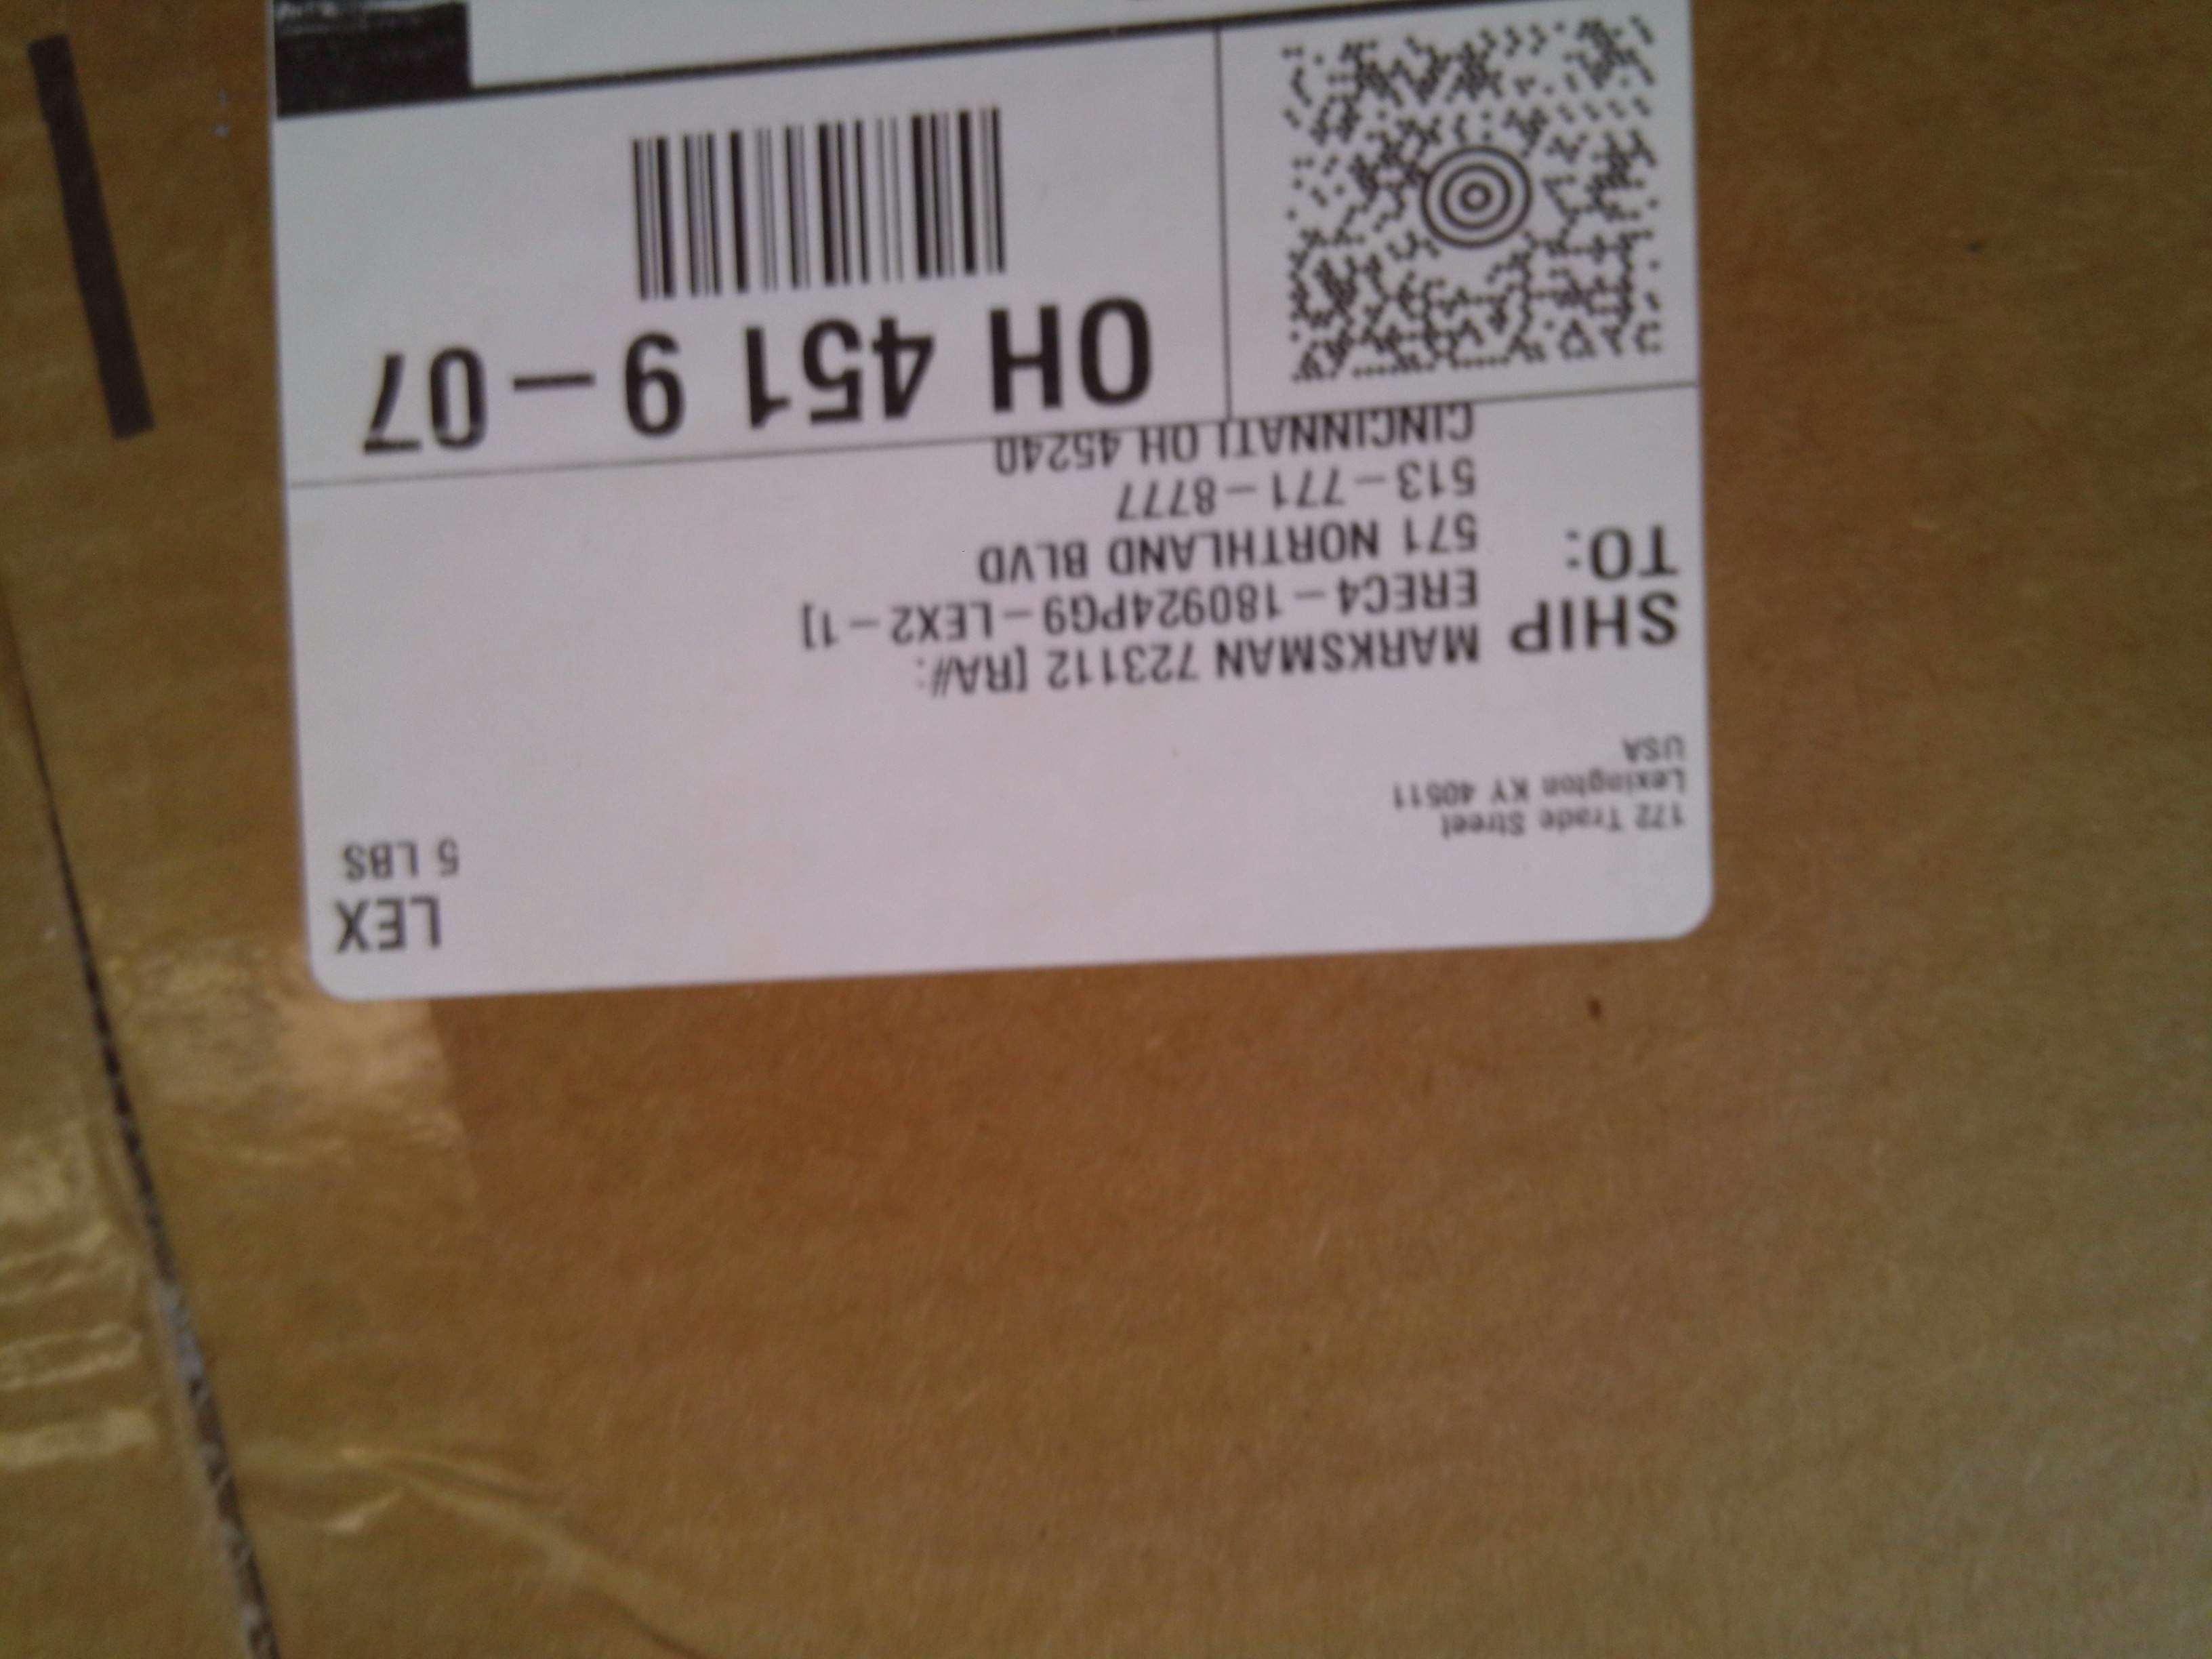 LEX
5 LBS
172 Trade Street
Lexington KY 40511
USA
SHIP
TO:
MARKSMAN 723112 [RA#:
EREC4-180924PG9-LEX2-1]
571 NORTHLAND BLVD
513-771-8777
CINCINNATI OH 45240
OH 451 9-07